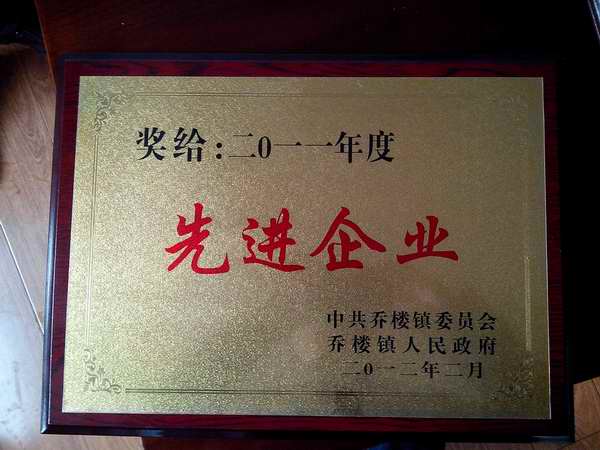 奖给:二0一一年度
先进企业
中共乔楼镇委员会
乔楼镇人民政府
二0一二年二月